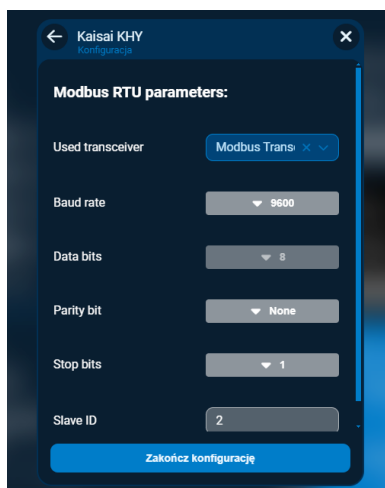 Kaisai KHY
Konfiguracja
Modbus RTU parameters:
Used transceiver
Modbus Trans
Baud rate
9600
Data bits
8
Parity bit
None
Stop bits
1
Slave ID
2
Zakończ konfigurację